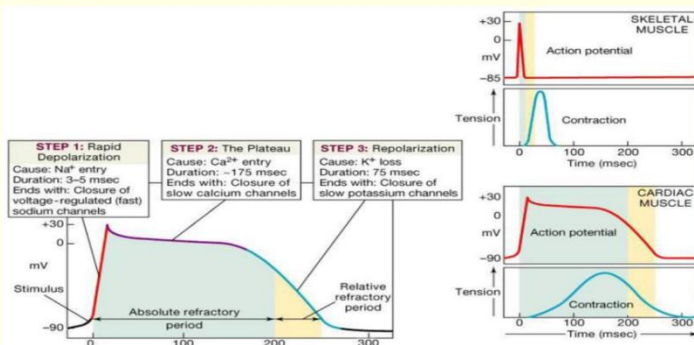 STEP 1: Rapid
Depolarization
Cause: Na⁺ entry
Duration: 3–5 msec
Ends with: Closure of
voltage-regulated (fast)
sodium channels
STEP 2: The Plateau
Cause: Ca²⁺ entry
Duration: ~175 msec
Ends with: Closure of
slow calcium channels
STEP 3: Repolarization
Cause: K⁺ loss
Duration: 75 msec
Ends with: Closure of
slow potassium channels
+30
0
mV
Stimulus
−90
Absolute refractory
period
Relative
refractory
period
0
100
200
300
SKELETAL
MUSCLE
+30
0
mV
−85
Action potential
Tension
Contraction
0
100
200
300
Time (msec)
CARDIAC
MUSCLE
+30
0
mV
−90
Action potential
Tension
Contraction
0
100
200
300
Time (msec)